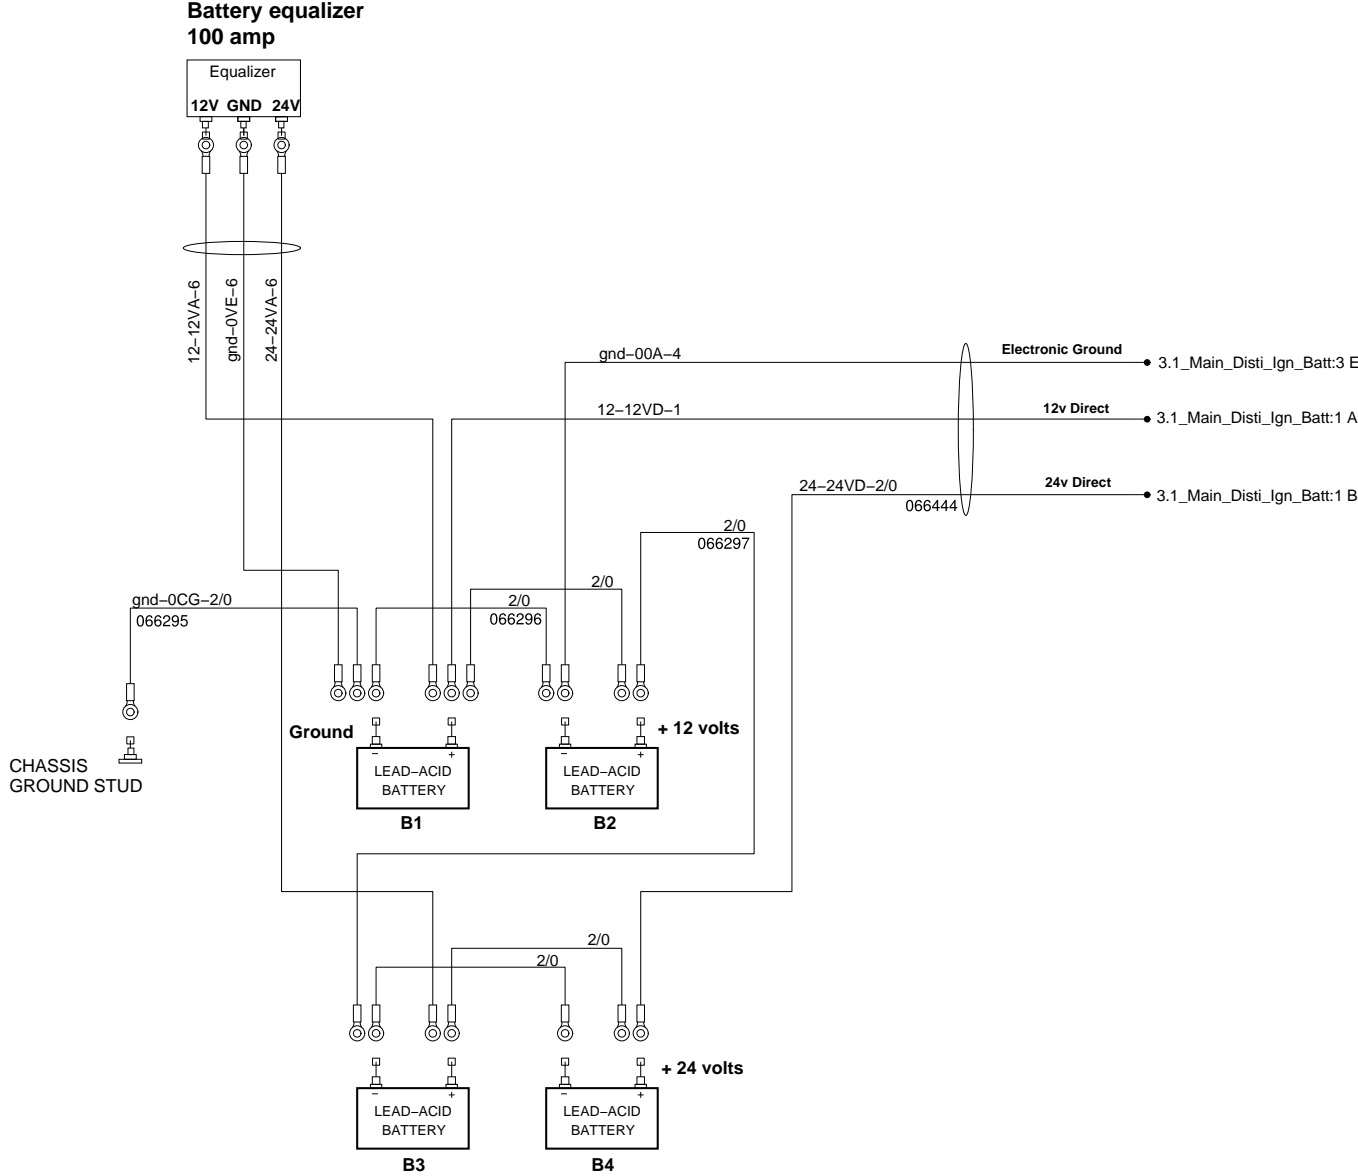 Battery equalizer
100 amp
Equalizer
12V GND 24V
12−12VA−6
gnd−0VE−6
24−24VA−6
gnd−00A−4
Electronic Ground
3.1_Main_Disti_Ign_Batt:3 E
12−12VD−1
12v Direct
3.1_Main_Disti_Ign_Batt:1 A
24−24VD−2/0
066444
24v Direct
3.1_Main_Disti_Ign_Batt:1 B
2/0
066297
2/0
gnd−0CG−2/0
066295
2/0
066296
Ground
+ 12 volts
− +
LEAD−ACID
BATTERY
B1
− +
LEAD−ACID
BATTERY
B2
CHASSIS
GROUND STUD
2/0
2/0
+ 24 volts
− +
LEAD−ACID
BATTERY
B3
− +
LEAD−ACID
BATTERY
B4